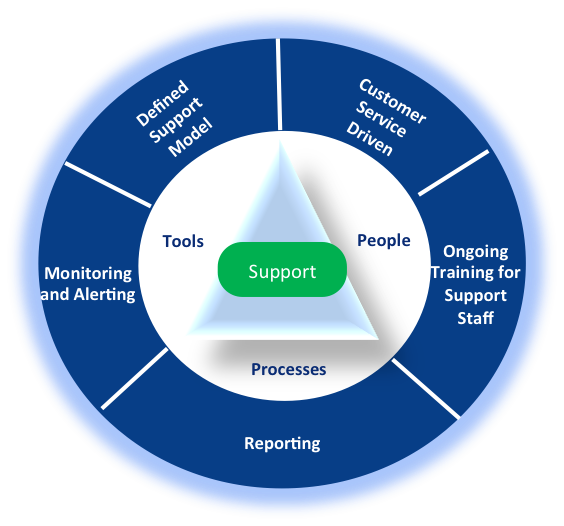 Defined
Support
Model
Customer
Service
Driven
Tools
People
Support
Monitoring
and Alerting
Ongoing
Training for
Support
Staff
Processes
Reporting